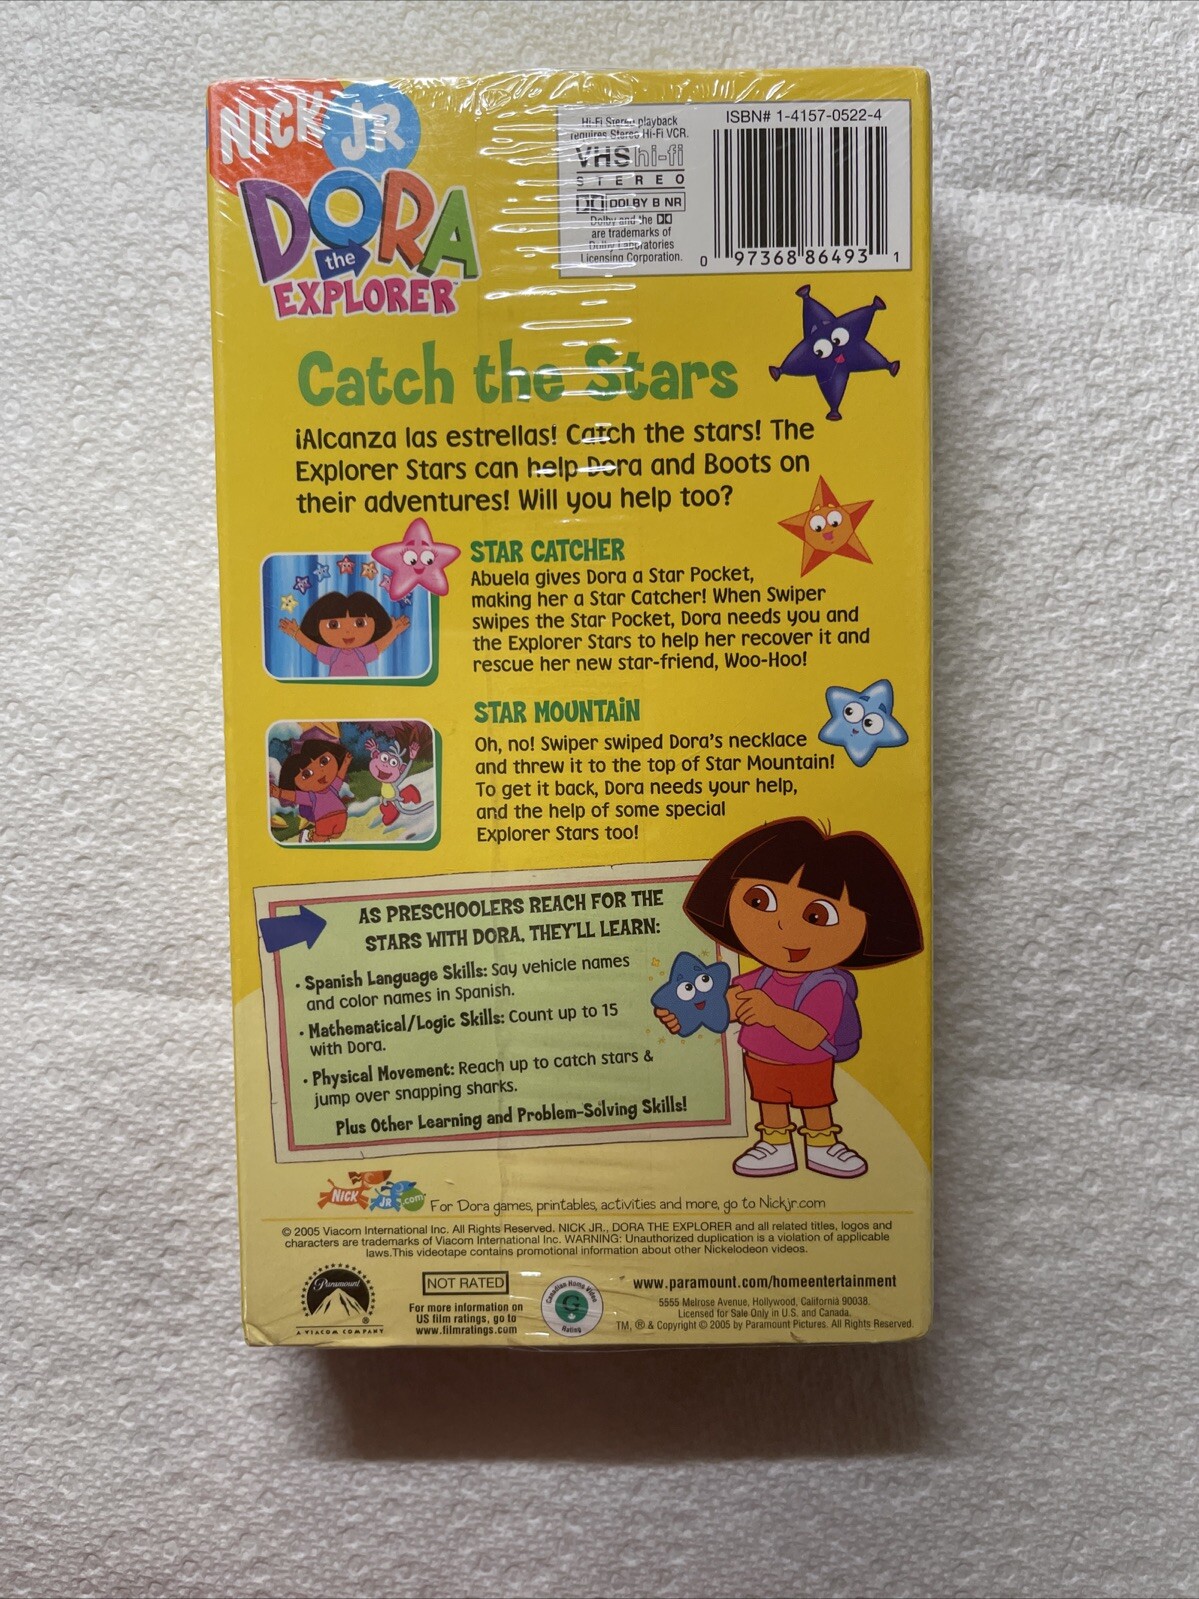 NICK JR
DORA
the
EXPLORER™
Hi-Fi Stereo playback
requires Stereo Hi-Fi VCR.
VHS hi-fi
STEREO
DOLBY B NR
Dolby and the
are trademarks of
Dolby Laboratories
Licensing Corporation.
ISBN# 1-4157-0522-4
0 97368 86493 1
Catch the Stars
¡Alcanza las estrellas! Catch the stars! The
Explorer Stars can help Dora and Boots on
their adventures! Will you help too?
STAR CATCHER
Abuela gives Dora a Star Pocket,
making her a Star Catcher! When Swiper
swipes the Star Pocket, Dora needs you and
the Explorer Stars to help her recover it and
rescue her new star-friend, Woo-Hoo!
STAR MOUNTAiN
Oh, no! Swiper swiped Dora's necklace
and threw it to the top of Star Mountain!
To get it back, Dora needs your help,
and the help of some special
Explorer Stars too!
AS PRESCHOOLERS REACH FOR THE
STARS WITH DORA, THEY'LL LEARN:
• Spanish Language Skills: Say vehicle names
and color names in Spanish.
• Mathematical/Logic Skills: Count up to 15
with Dora.
• Physical Movement: Reach up to catch stars &
jump over snapping sharks.
Plus Other Learning and Problem-Solving Skills!
NICK JR .com
For Dora games, printables, activities and more, go to Nickjr.com
© 2005 Viacom International Inc. All Rights Reserved. NICK JR., DORA THE EXPLORER and all related titles, logos and
characters are trademarks of Viacom International Inc. WARNING: Unauthorized duplication is a violation of applicable
laws.This videotape contains promotional information about other Nickelodeon videos.
Paramount
®
A VIACOM COMPANY
NOT RATED
For more information on
US film ratings, go to
www.filmratings.com
Canadian Home Video
G
Rating
www.paramount.com/homeentertainment
5555 Melrose Avenue, Hollywood, California 90038.
Licensed for Sale Only in U.S. and Canada.
TM, ® & Copyright © 2005 by Paramount Pictures. All Rights Reserved.